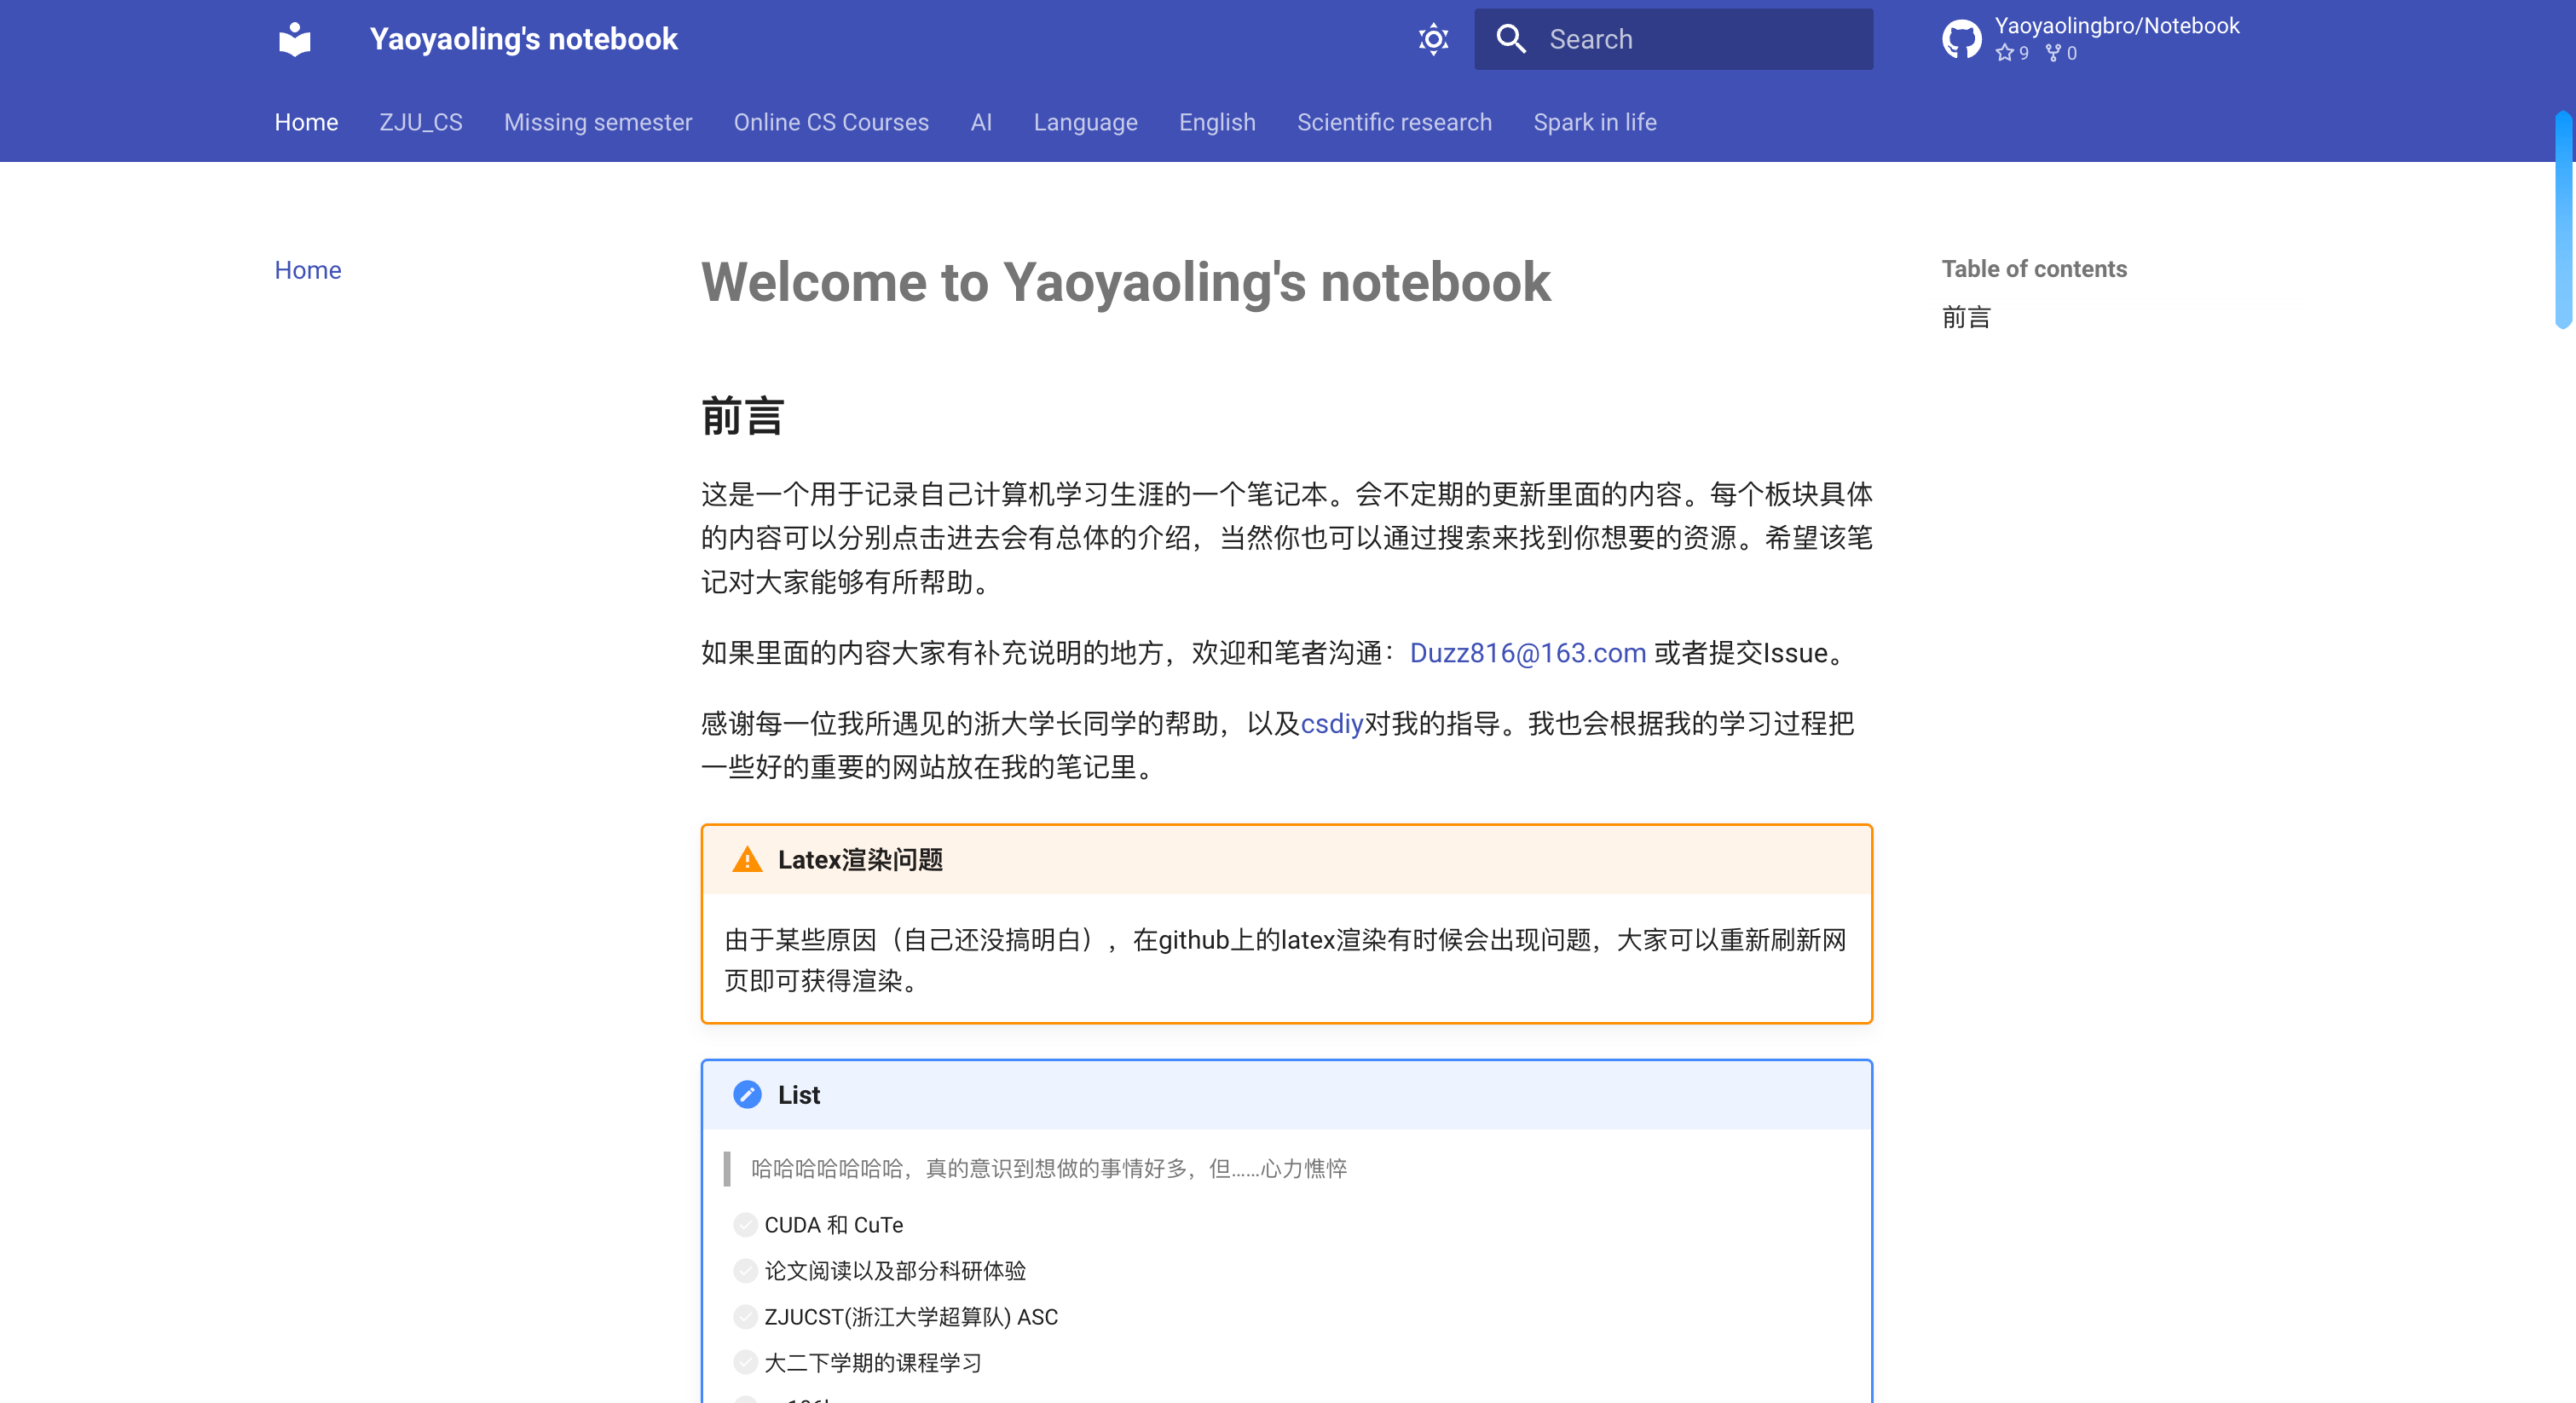 Yaoyaoling's notebook
Search
Yaoyaolingbro/Notebook
9 0
Home ZJU_CS Missing semester Online CS Courses AI Language English Scientific research Spark in life
Home
Welcome to Yaoyaoling's notebook
Table of contents
前言
前言
这是一个用于记录自己计算机学习生涯的一个笔记本。会不定期的更新里面的内容。每个板块具体
的内容可以分别点击进去会有总体的介绍，当然你也可以通过搜索来找到你想要的资源。希望该笔
记对大家能够有所帮助。
如果里面的内容大家有补充说明的地方，欢迎和笔者沟通：Duzz816@163.com 或者提交Issue。
感谢每一位我所遇见的浙大学长同学的帮助，以及csdiy对我的指导。我也会根据我的学习过程把
一些好的重要的网站放在我的笔记里。
Latex渲染问题
由于某些原因（自己还没搞明白），在github上的latex渲染有时候会出现问题，大家可以重新刷新网
页即可获得渲染。
List
哈哈哈哈哈哈哈，真的意识到想做的事情好多，但……心力憔悴
CUDA 和 CuTe
论文阅读以及部分科研体验
ZJUCST(浙江大学超算队) ASC
大二下学期的课程学习